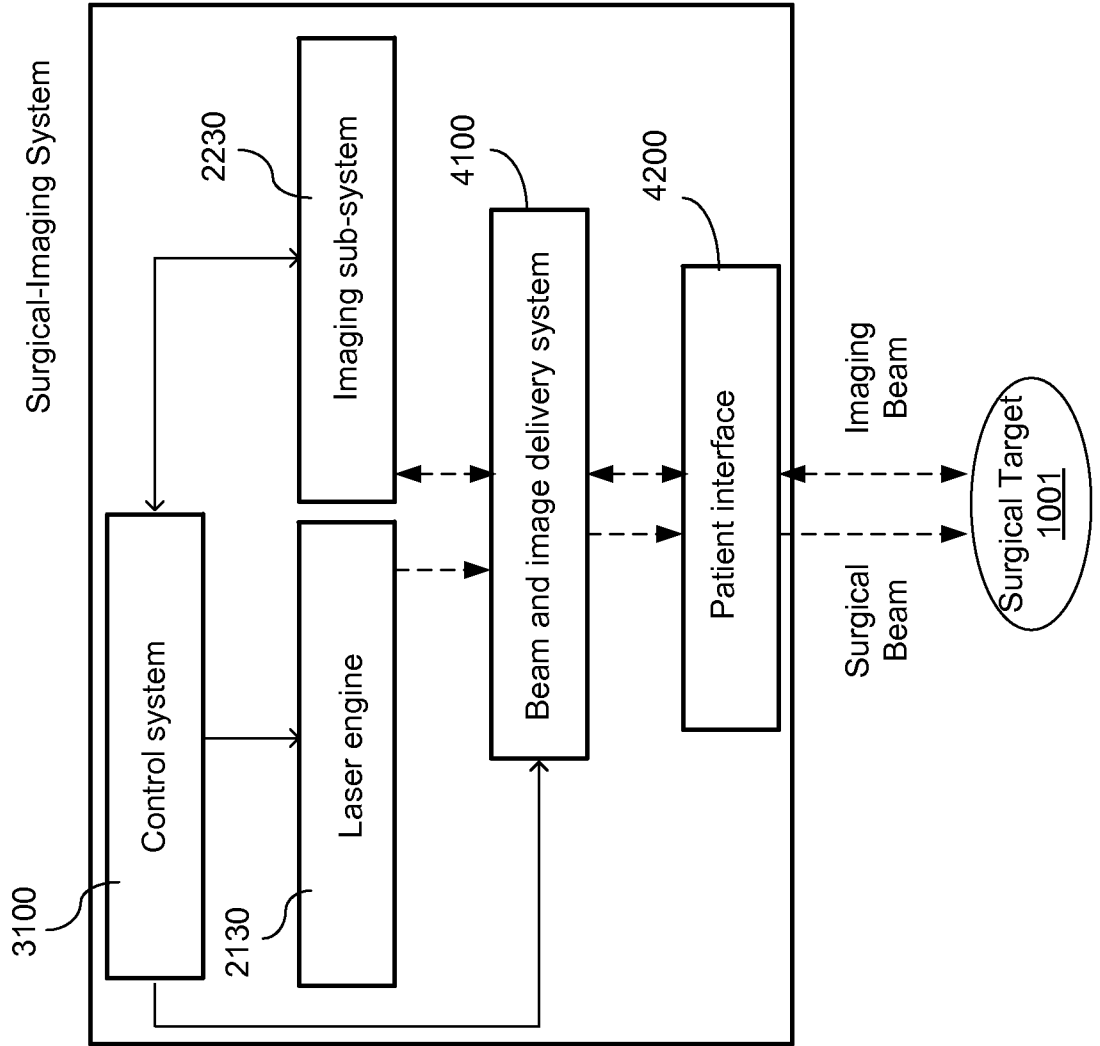 Surgical-Imaging System
3100
Control system
2130
Laser engine
2230
Imaging sub-system
4100
Beam and image delivery system
4200
Patient interface
Surgical
Beam
Imaging
Beam
Surgical Target
1001